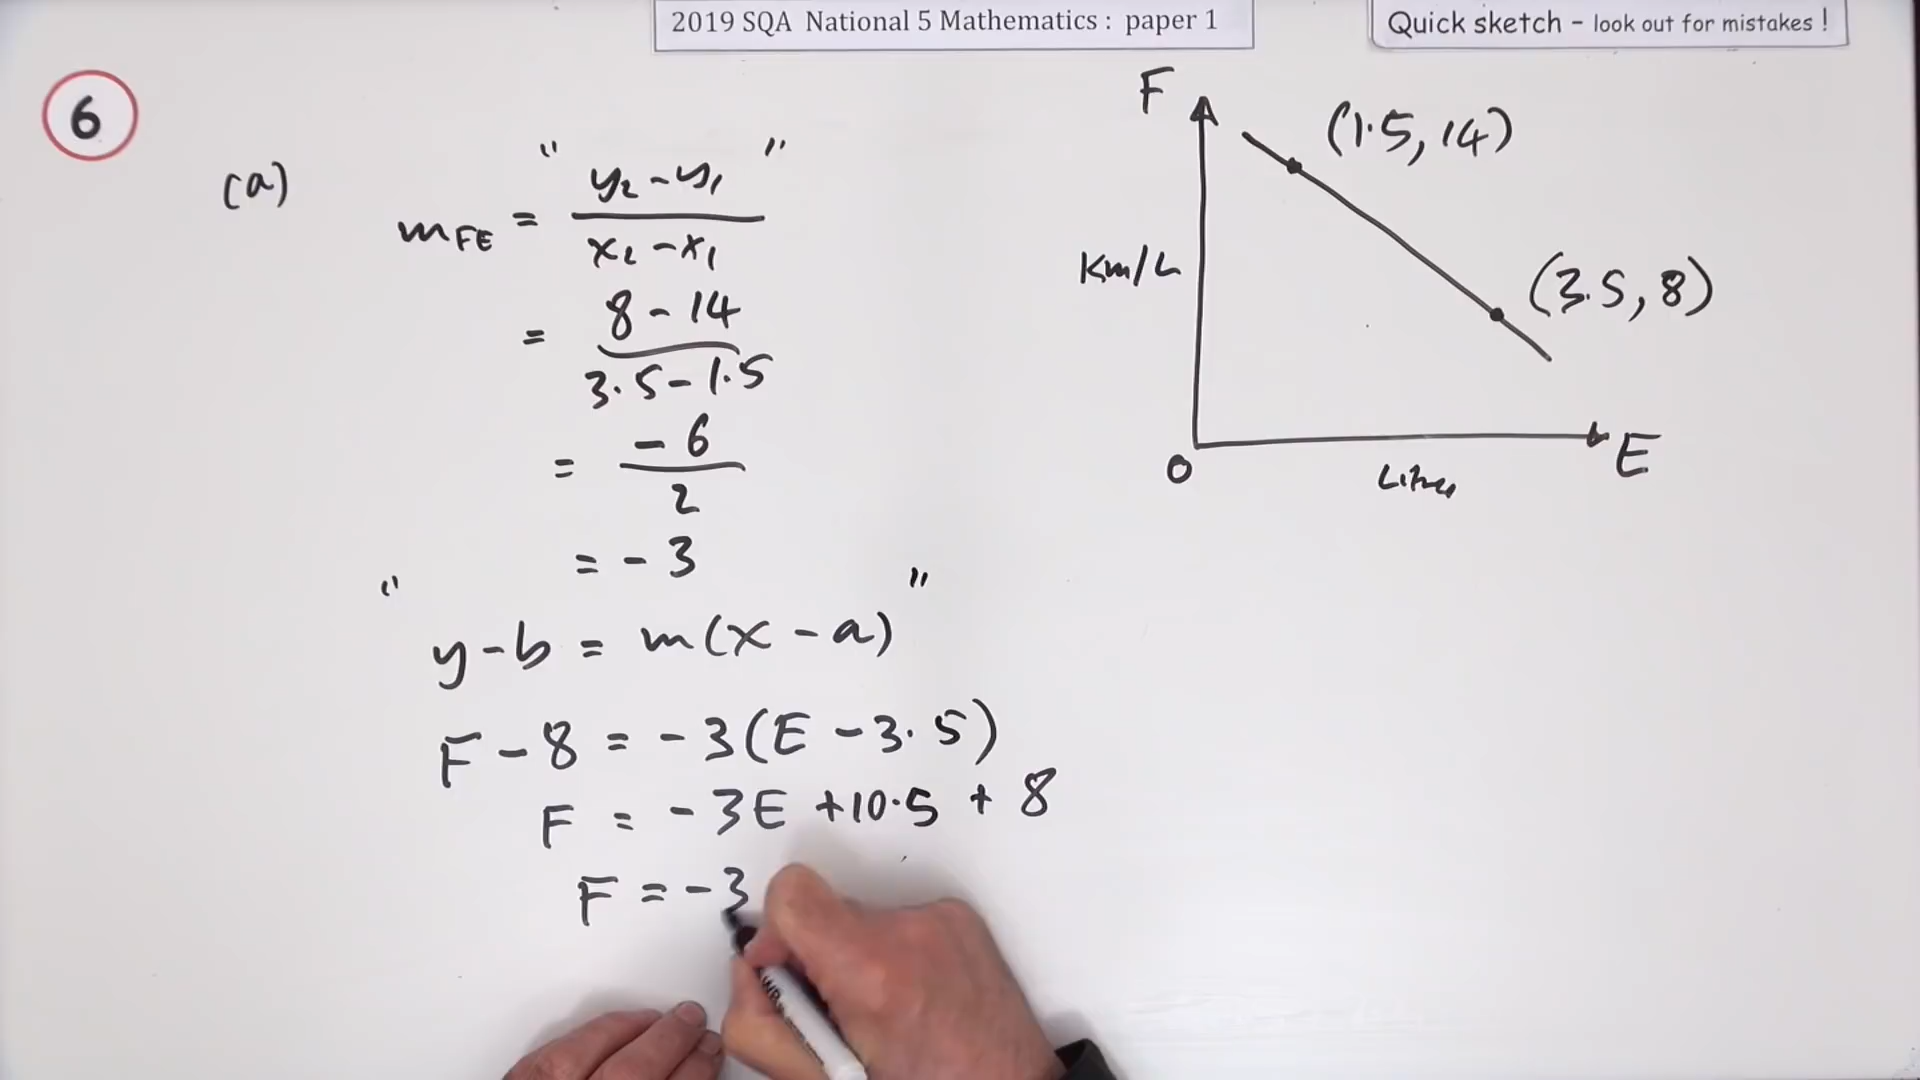 2019 SQA National 5 Mathematics : paper 1
Quick sketch – look out for mistakes !
6
(a)
m_FE = " (y₂ - y₁) / (x₂ - x₁) "
= (8 - 14) / (3.5 - 1.5)
= -6 / 2
= - 3
" y - b = m(x - a) "
F - 8 = - 3(E - 3.5)
F = - 3E + 10.5 + 8
F = - 3
F
(1.5, 14)
Km/L
(3.5, 8)
O
E
Litres
WR